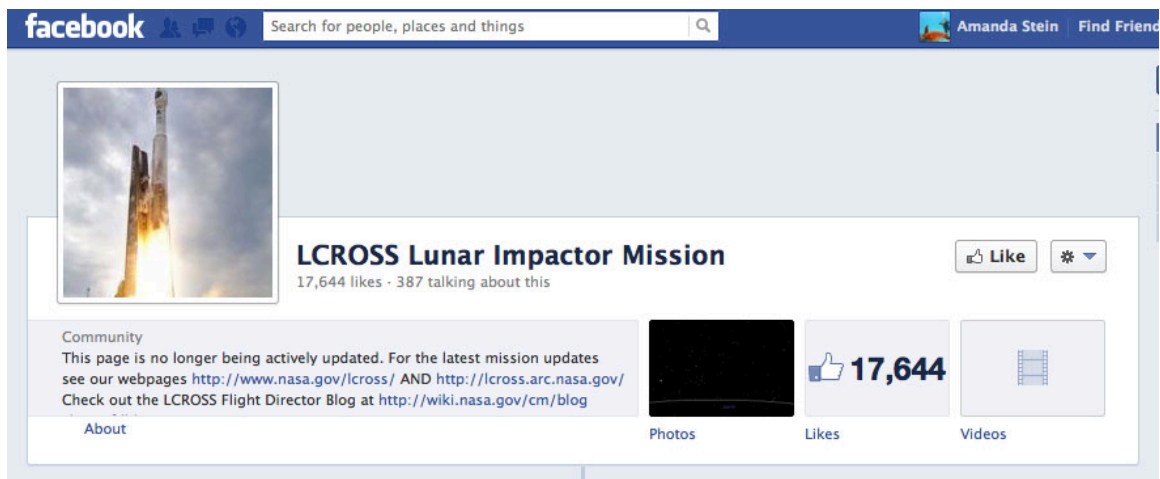 facebook
Search for people, places and things
Amanda Stein
Find Friend
LCROSS Lunar Impactor Mission
17,644 likes · 387 talking about this
Like
Community
This page is no longer being actively updated. For the latest mission updates
see our webpages http://www.nasa.gov/lcross/ AND http://lcross.arc.nasa.gov/
Check out the LCROSS Flight Director Blog at http://wiki.nasa.gov/cm/blog
17,644
About
Photos
Likes
Videos